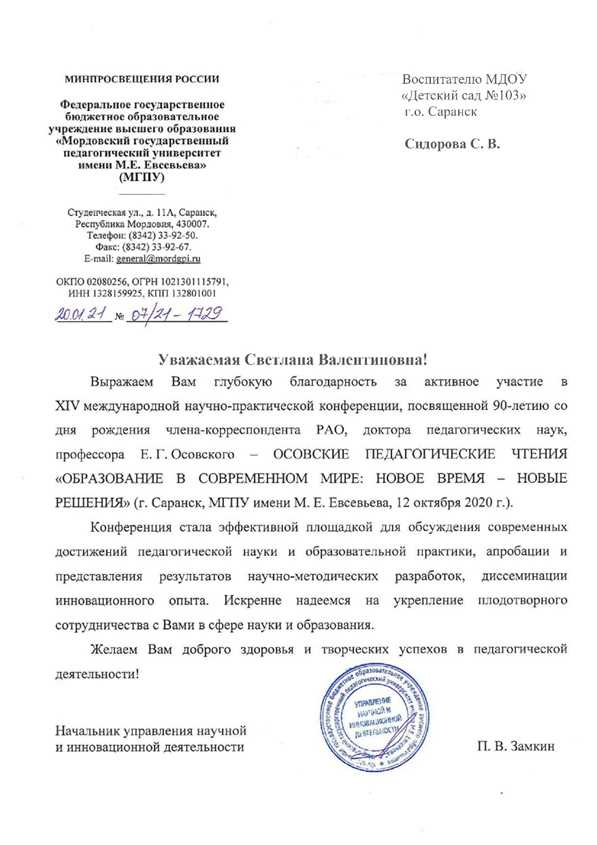 МИНПРОСВЕЩЕНИЯ РОССИИ
Федеральное государственное
бюджетное образовательное
учреждение высшего образования
«Мордовский государственный
педагогический университет
имени М.Е. Евсевьева»
(МГПУ)
Студенческая ул., д. 11А, Саранск,
Республика Мордовия, 430007.
Телефон: (8342) 33-92-50.
Факс: (8342) 33-92-67.
E-mail: general@mordgpi.ru
ОКПО 02080256, ОГРН 1021301115791,
ИНН 1328159925, КПП 132801001
20.01.21 № 07/21-1729
Воспитателю МДОУ
«Детский сад №103»
г.о. Саранск
Сидорова С. В.
Уважаемая Светлана Валентиновна!
Выражаем Вам глубокую благодарность за активное участие в
XIV международной научно-практической конференции, посвященной 90-летию со
дня рождения члена-корреспондента РАО, доктора педагогических наук,
профессора Е. Г. Осовского – ОСОВСКИЕ ПЕДАГОГИЧЕСКИЕ ЧТЕНИЯ
«ОБРАЗОВАНИЕ В СОВРЕМЕННОМ МИРЕ: НОВОЕ ВРЕМЯ – НОВЫЕ
РЕШЕНИЯ» (г. Саранск, МГПУ имени М. Е. Евсевьева, 12 октября 2020 г.).
Конференция стала эффективной площадкой для обсуждения современных
достижений педагогической науки и образовательной практики, апробации и
представления результатов научно-методических разработок, диссеминации
инновационного опыта. Искренне надеемся на укрепление плодотворного
сотрудничества с Вами в сфере науки и образования.
Желаем Вам доброго здоровья и творческих успехов в педагогической
деятельности!
УПРАВЛЕНИЕ
НАУЧНОЙ И
ИННОВАЦИОННОЙ
ДЕЯТЕЛЬНОСТИ
Начальник управления научной
и инновационной деятельности
П. В. Замкин